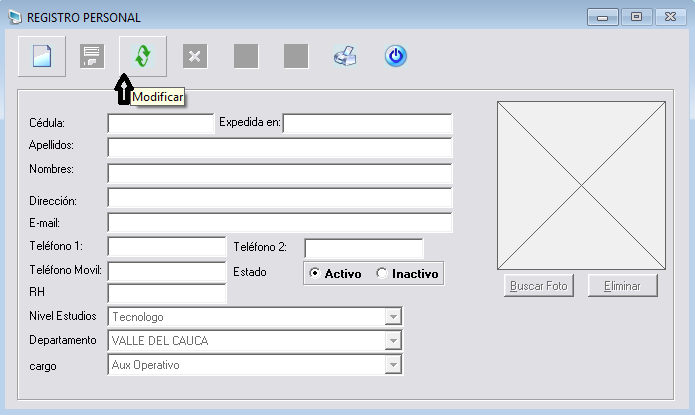 REGISTRO PERSONAL
Modificar
Cédula: Expedida en:
Apellidos:
Nombres:
Dirección:
E-mail:
Teléfono 1: Teléfono 2:
Teléfono Movil: Estado Activo Inactivo
Buscar Foto Eliminar
RH
Nivel Estudios Tecnologo
Departamento VALLE DEL CAUCA
cargo Aux Operativo